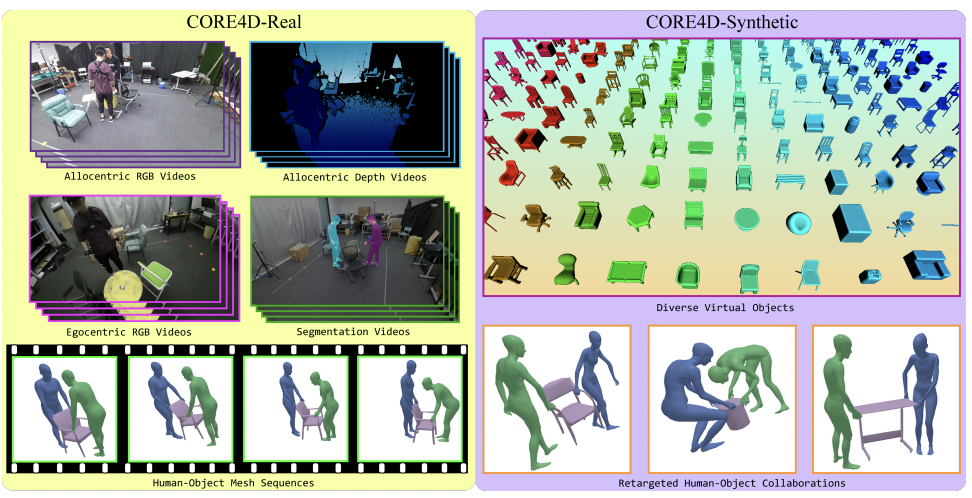 CORE4D-Real
Allocentric RGB Videos
Allocentric Depth Videos
Egocentric RGB Videos
Segmentation Videos
Human-Object Mesh Sequences
CORE4D-Synthetic
Diverse Virtual Objects
Retargeted Human-Object Collaborations